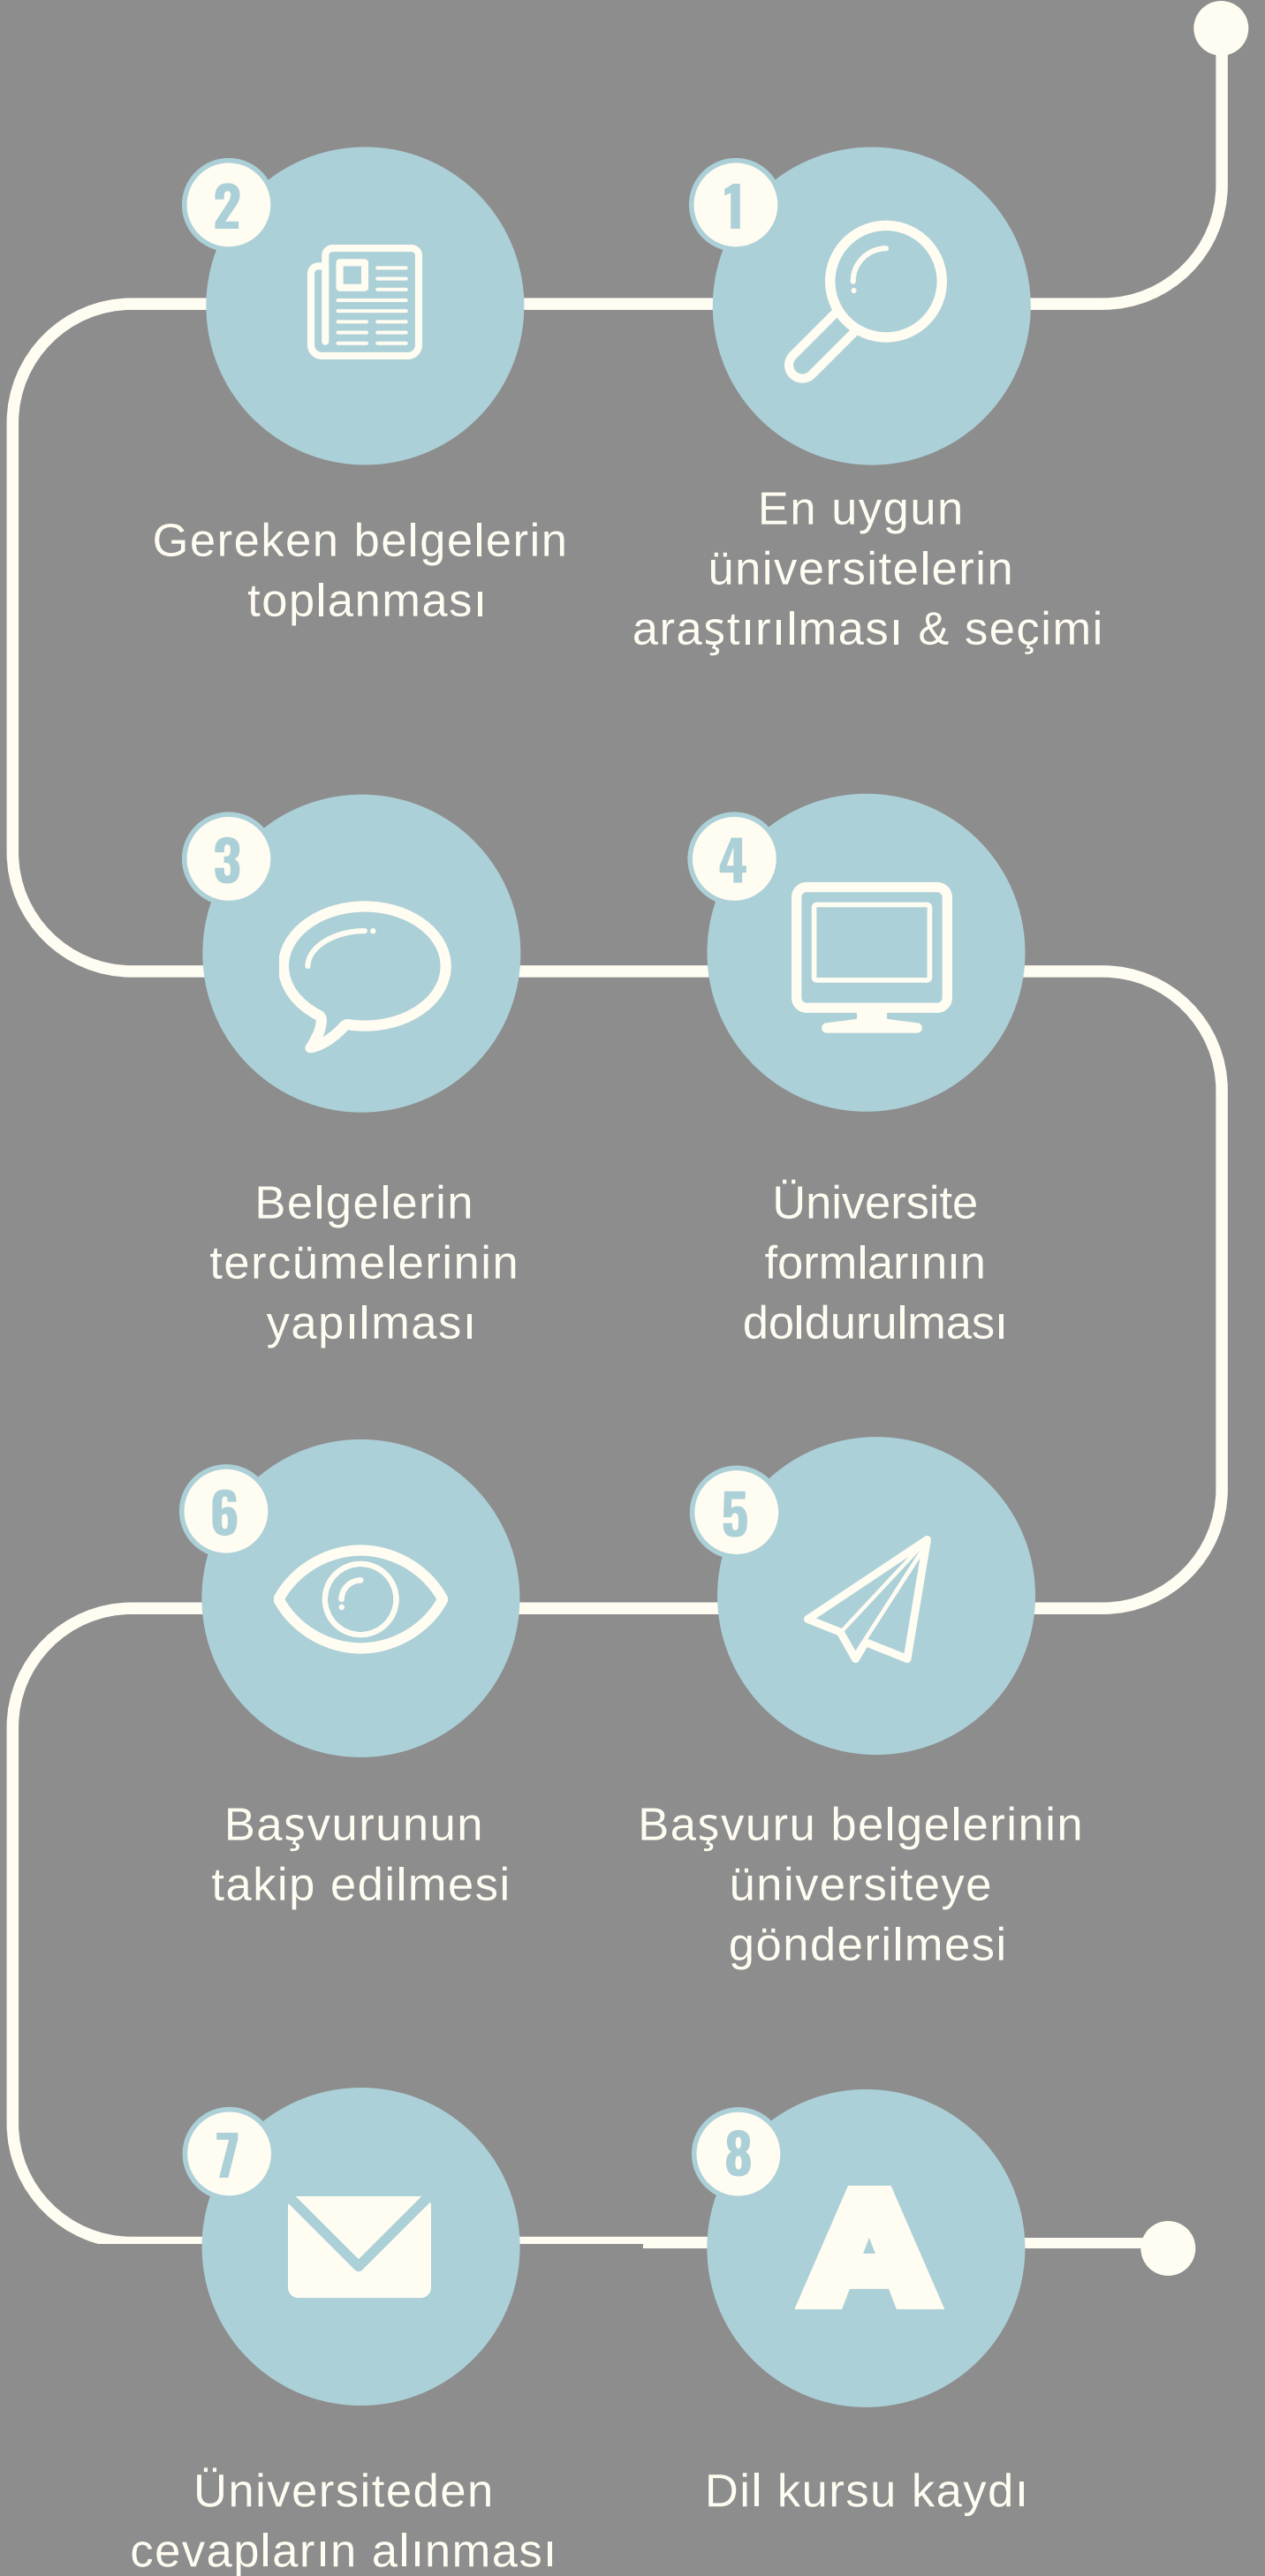 1
En uygun
üniversitelerin
araştırılması & seçimi
2
Gereken belgelerin
toplanması
3
Belgelerin
tercümelerinin
yapılması
4
Üniversite
formlarının
doldurulması
5
Başvuru belgelerinin
üniversiteye
gönderilmesi
6
Başvurunun
takip edilmesi
7
Üniversiteden
cevapların alınması
8
A
Dil kursu kaydı